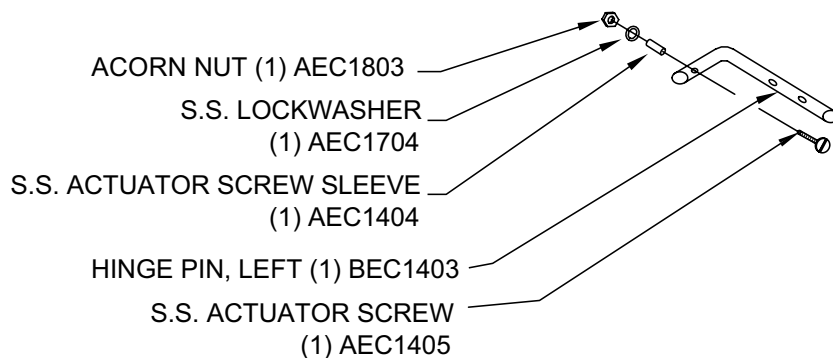 ACORN NUT (1) AEC1803
S.S. LOCKWASHER
(1) AEC1704
S.S. ACTUATOR SCREW SLEEVE
(1) AEC1404
HINGE PIN, LEFT (1) BEC1403
S.S. ACTUATOR SCREW
(1) AEC1405